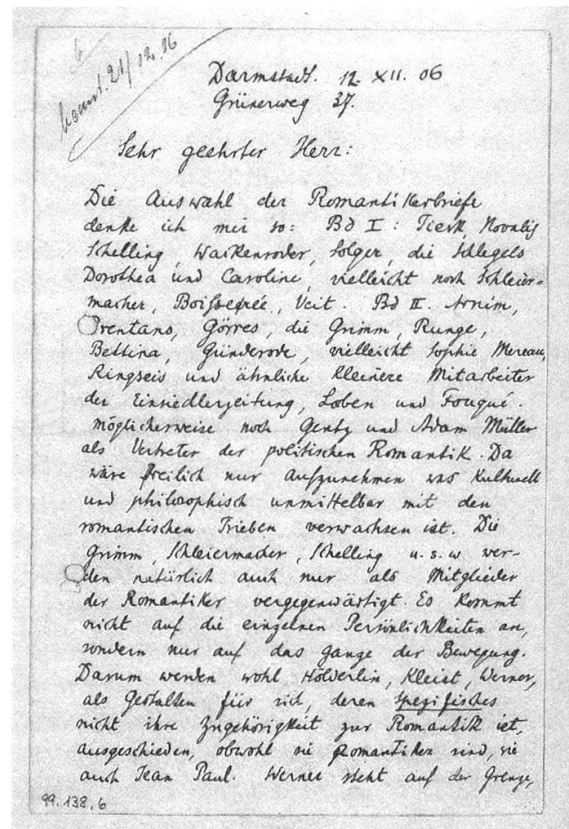 beant. 21/12.06
Darmstadt. 12. XII. 06
Grünerweg 37.
Sehr geehrter Herr:
Die Auswahl der Romantikerbriefe
denke ich mir so: Bd I: Tieck, Novalis
Schelling, Wackenroder, Solger, die Schlegels
Dorothea und Caroline, vielleicht noch Schleier-
macher, Boisserée, Veit. Bd II. Arnim,
Brentano, Görres, die Grimm, Runge,
Bettina, Günderode, vielleicht Sophie Mereau,
Ringseis und ähnliche kleinere Mitarbeiter
der Einsiedlerzeitung, Loben und Fouqué.
möglicherweise noch Gentz und Adam Müller
als Vertreter der politischen Romantik. Da
wäre freilich nur aufzunehmen was kulturell
und philosophisch unmittelbar mit den
romantischen Trieben verwachsen ist. Die
Grimm, Schleiermacher, Schelling u.s.w. wer-
den natürlich auch nur als Mitglieder
der Romantiker vergegenwärtigt. Es kommt
nicht auf die einzelnen Persönlichkeiten an,
sondern nur auf das ganze der Bewegung.
Darum werden wohl Hölderlin, Kleist, Werner,
als Gestalten für sich, deren spezifisches
nicht ihre Zugehörigkeit zur Romantik ist,
ausgeschieden, obwohl sie Romantiker sind, wie
auch Jean Paul. Werner steht auf der Grenze,
99.138.6